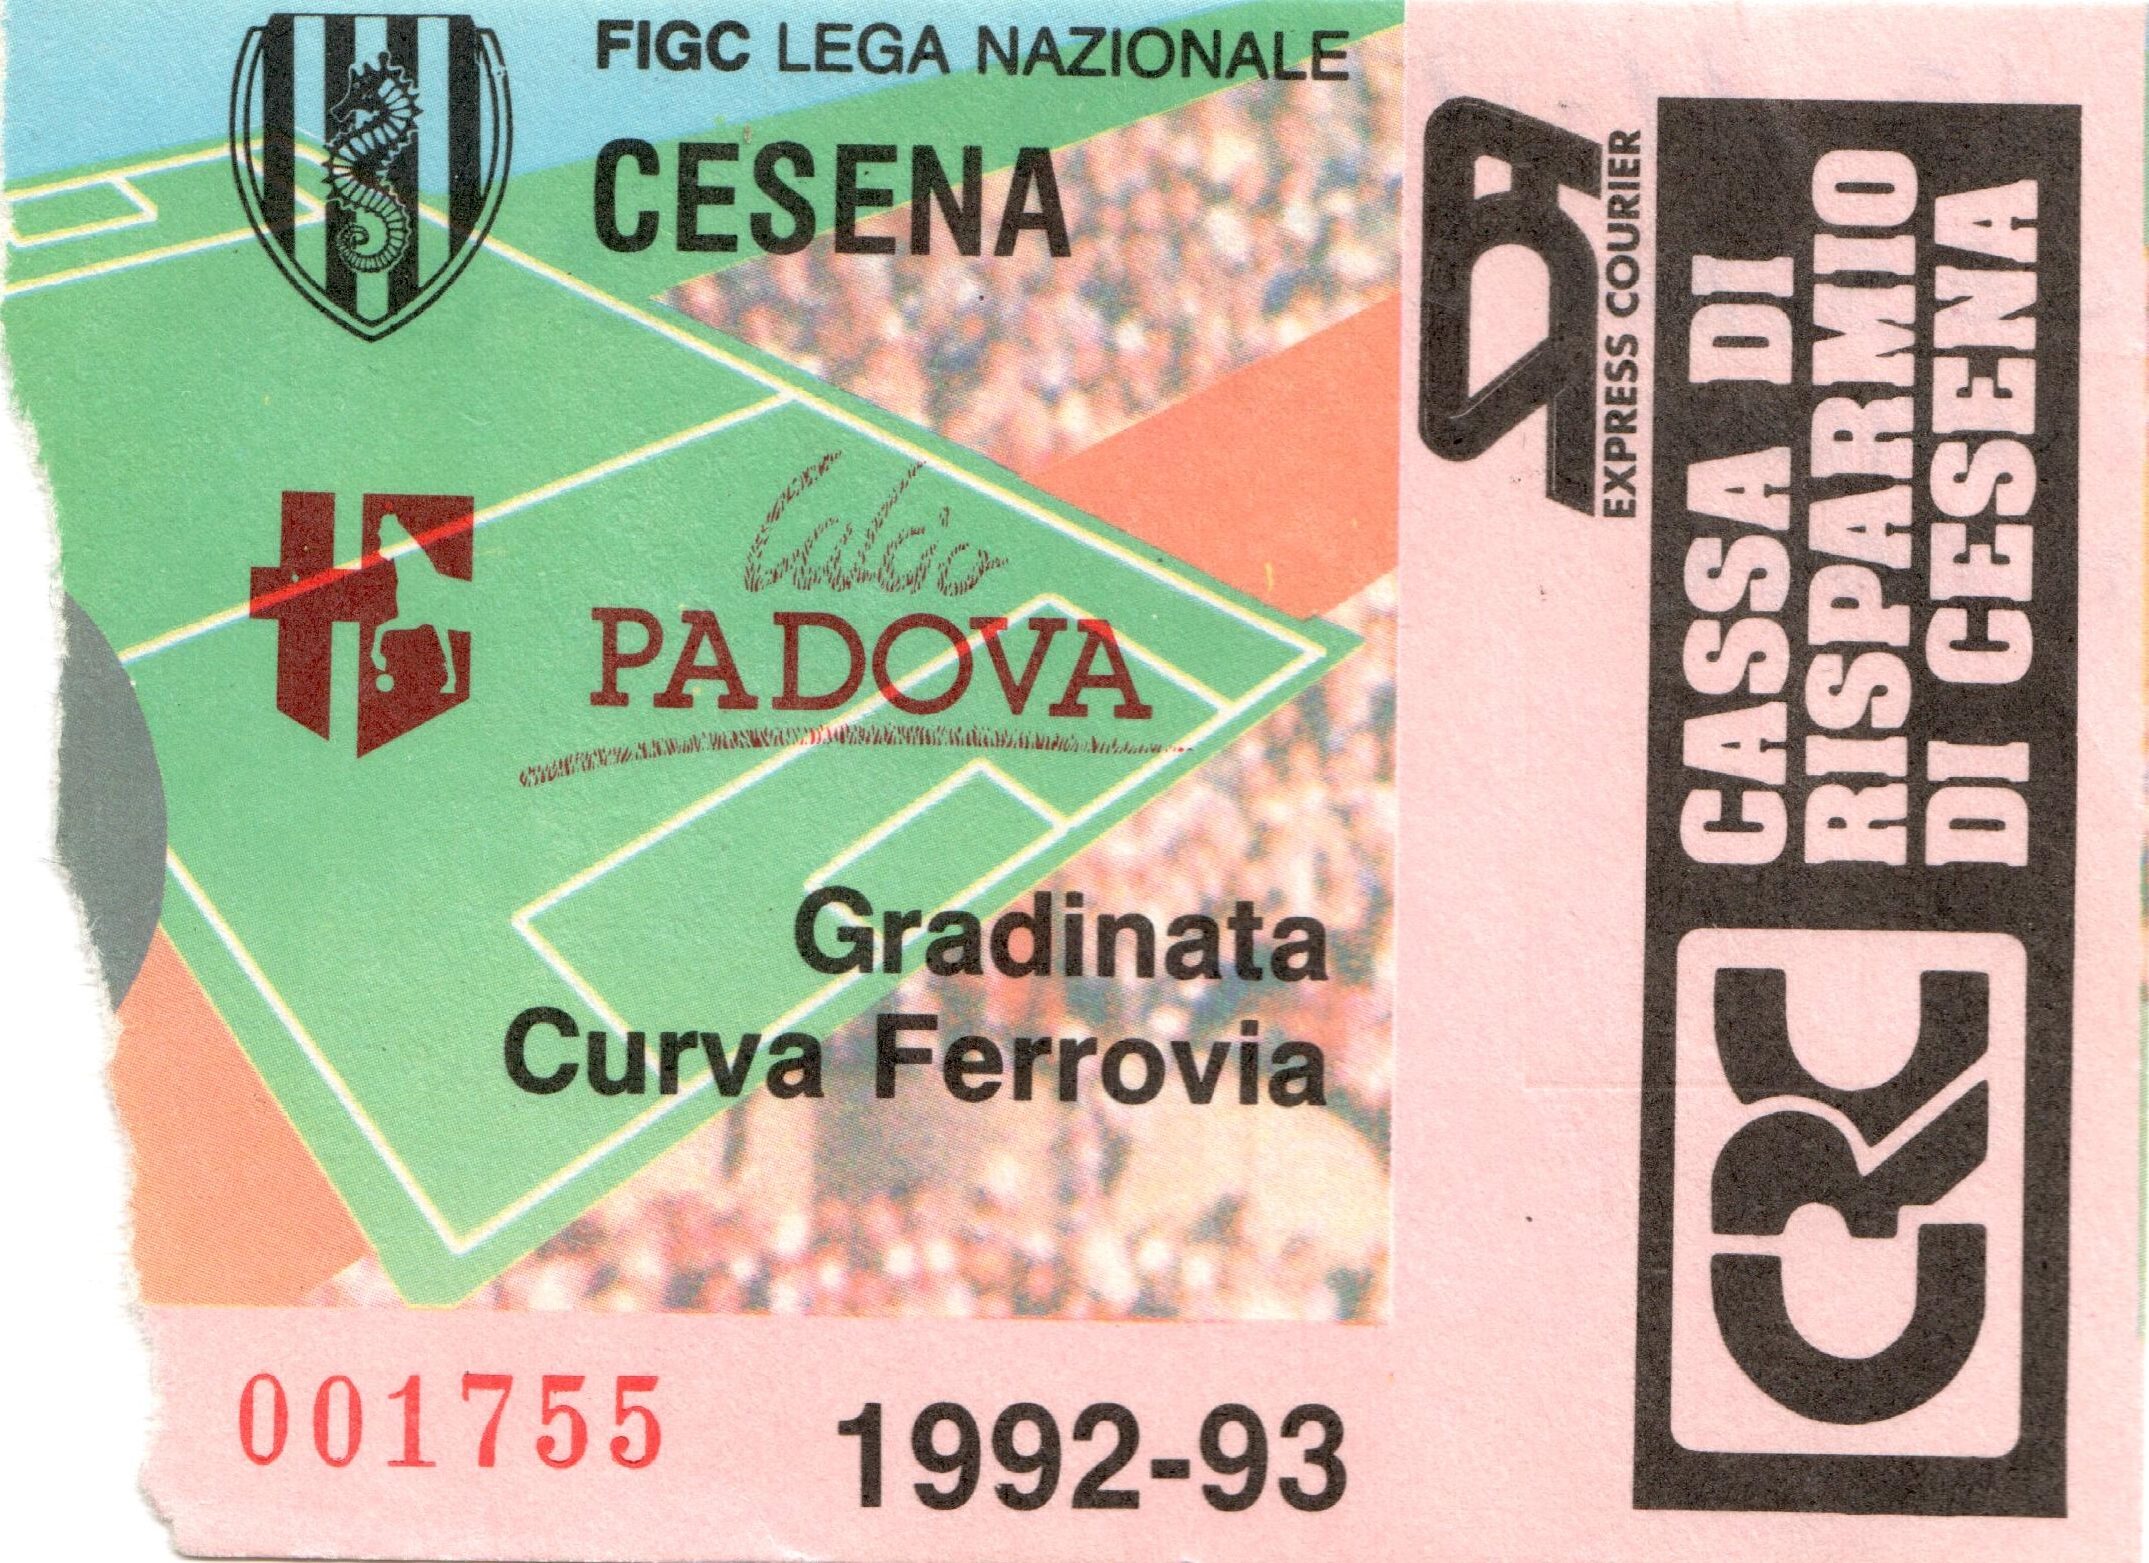 FIGC LEGA NAZIONALE
CESENA
Calcio
PADOVA
Gradinata
Curva Ferrovia
001755
1992-93
EXPRESS COURIER
CASSA DI
RISPARMIO
DI CESENA
CRC